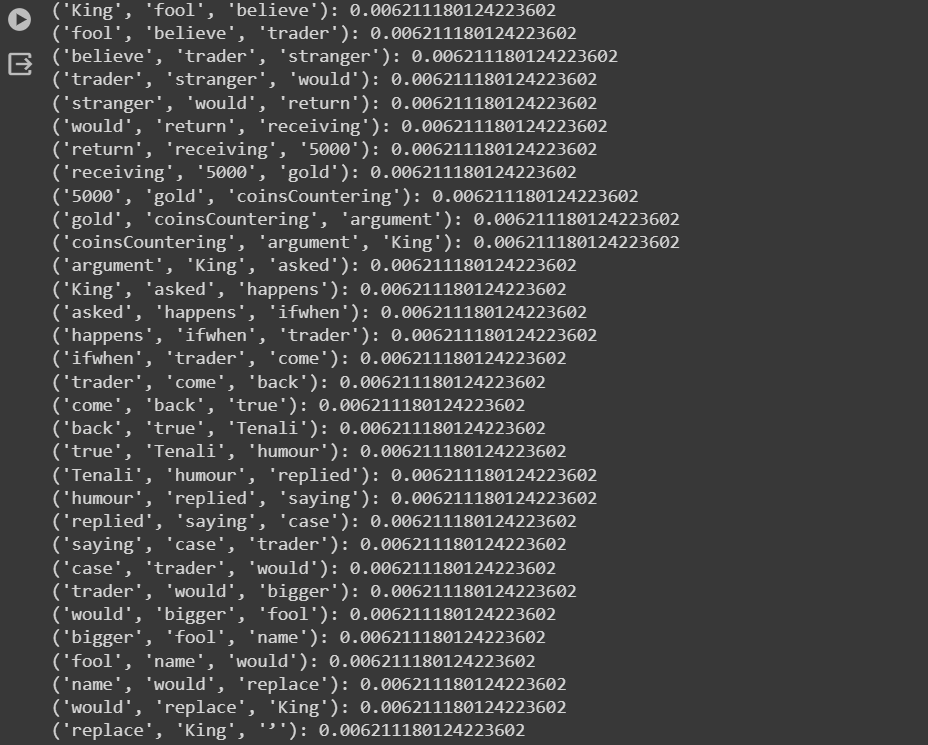 ('King', 'fool', 'believe'): 0.006211180124223602
('fool', 'believe', 'trader'): 0.006211180124223602
('believe', 'trader', 'stranger'): 0.006211180124223602
('trader', 'stranger', 'would'): 0.006211180124223602
('stranger', 'would', 'return'): 0.006211180124223602
('would', 'return', 'receiving'): 0.006211180124223602
('return', 'receiving', '5000'): 0.006211180124223602
('receiving', '5000', 'gold'): 0.006211180124223602
('5000', 'gold', 'coinsCountering'): 0.006211180124223602
('gold', 'coinsCountering', 'argument'): 0.006211180124223602
('coinsCountering', 'argument', 'King'): 0.006211180124223602
('argument', 'King', 'asked'): 0.006211180124223602
('King', 'asked', 'happens'): 0.006211180124223602
('asked', 'happens', 'ifwhen'): 0.006211180124223602
('happens', 'ifwhen', 'trader'): 0.006211180124223602
('ifwhen', 'trader', 'come'): 0.006211180124223602
('trader', 'come', 'back'): 0.006211180124223602
('come', 'back', 'true'): 0.006211180124223602
('back', 'true', 'Tenali'): 0.006211180124223602
('true', 'Tenali', 'humour'): 0.006211180124223602
('Tenali', 'humour', 'replied'): 0.006211180124223602
('humour', 'replied', 'saying'): 0.006211180124223602
('replied', 'saying', 'case'): 0.006211180124223602
('saying', 'case', 'trader'): 0.006211180124223602
('case', 'trader', 'would'): 0.006211180124223602
('trader', 'would', 'bigger'): 0.006211180124223602
('would', 'bigger', 'fool'): 0.006211180124223602
('bigger', 'fool', 'name'): 0.006211180124223602
('fool', 'name', 'would'): 0.006211180124223602
('name', 'would', 'replace'): 0.006211180124223602
('would', 'replace', 'King'): 0.006211180124223602
('replace', 'King', '’'): 0.006211180124223602